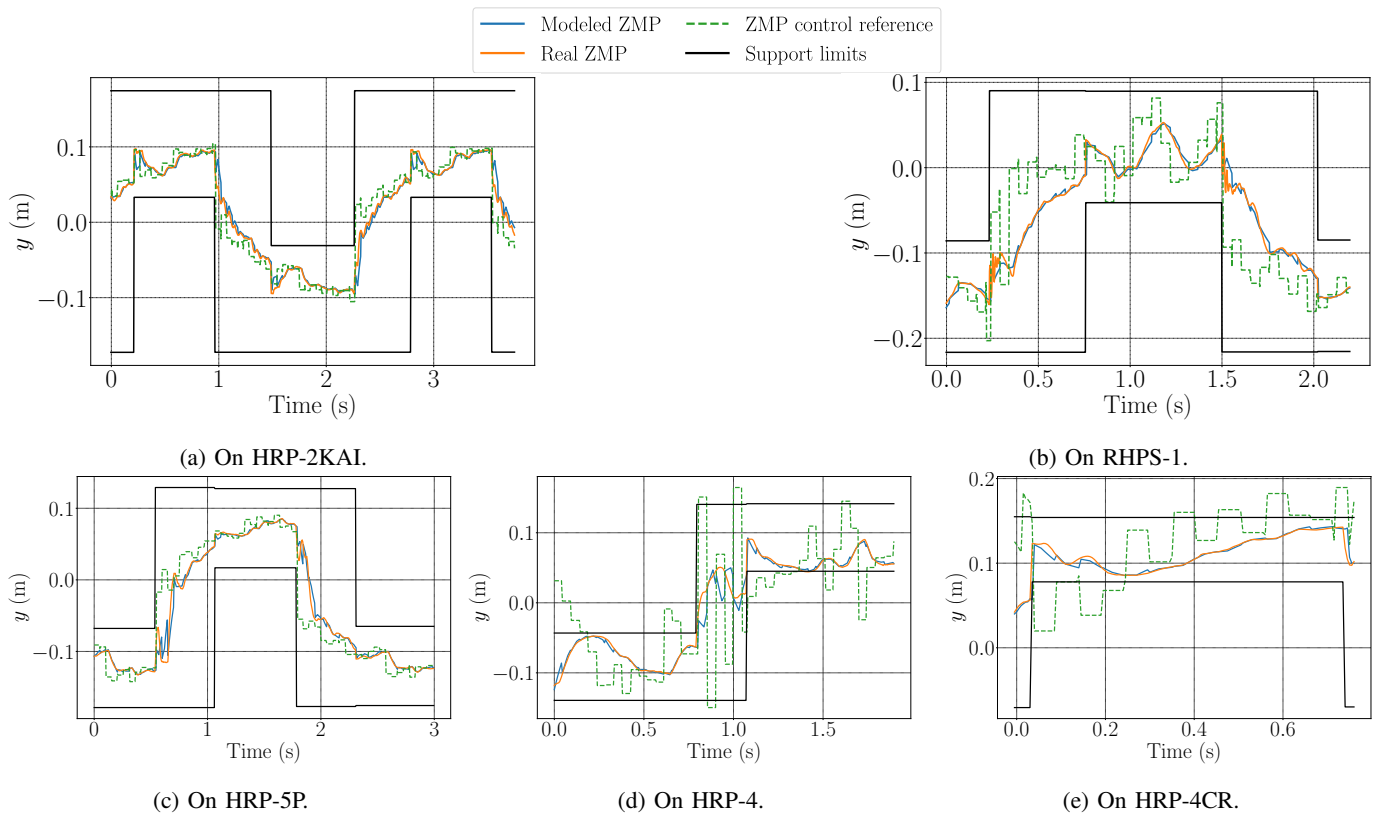 Modeled ZMP
Real ZMP
ZMP control reference
Support limits
0.1
0.0
−0.1
y (m)
0
1
2
3
Time (s)
(a) On HRP-2KAI.
0.1
0.0
−0.1
−0.2
y (m)
0.0
0.5
1.0
1.5
2.0
Time (s)
(b) On RHPS-1.
0.1
0.0
−0.1
y (m)
0
1
2
3
Time (s)
(c) On HRP-5P.
0.1
0.0
−0.1
y (m)
0.0
0.5
1.0
1.5
Time (s)
(d) On HRP-4.
0.2
0.1
0.0
y (m)
0.0
0.2
0.4
0.6
Time (s)
(e) On HRP-4CR.